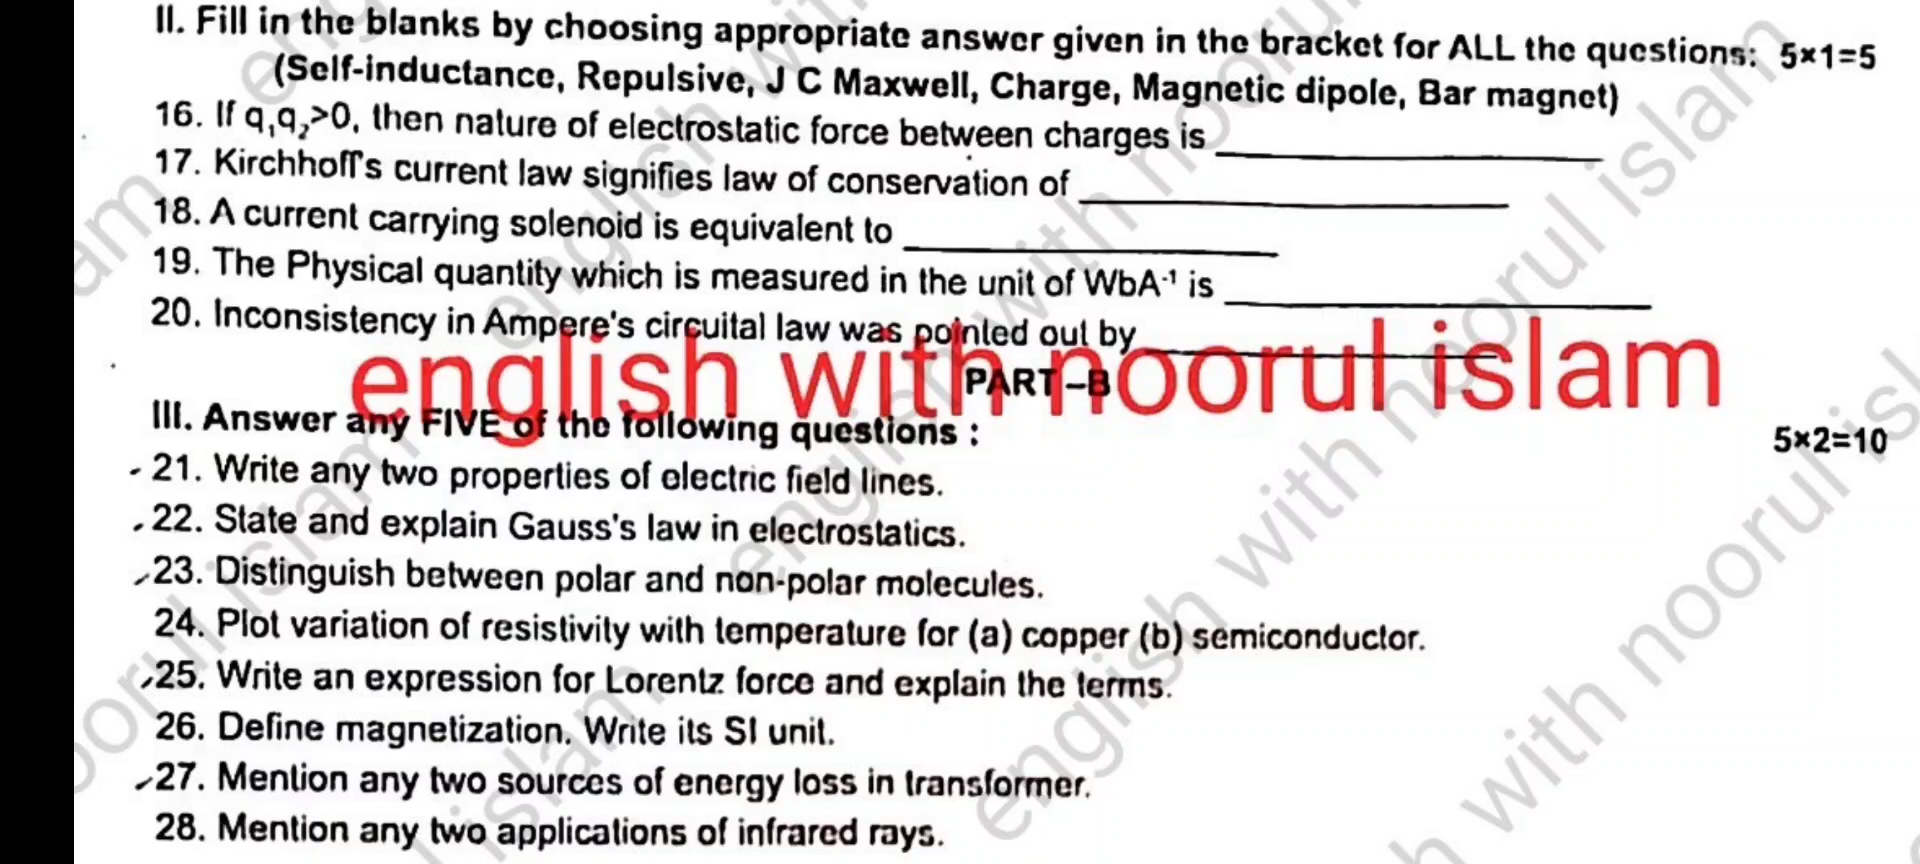 II. Fill in the blanks by choosing appropriate answer given in the bracket for ALL the questions: 5×1=5
(Self-inductance, Repulsive, J C Maxwell, Charge, Magnetic dipole, Bar magnet)
16. If q₁q₂>0, then nature of electrostatic force between charges is ____________
17. Kirchhoff's current law signifies law of conservation of ____________
18. A current carrying solenoid is equivalent to ____________
19. The Physical quantity which is measured in the unit of WbA⁻¹ is ____________
20. Inconsistency in Ampere's circuital law was pointed out by ____________
english with noorul islam
PART –B
III. Answer any FIVE of the following questions : 5×2=10
21. Write any two properties of electric field lines.
22. State and explain Gauss's law in electrostatics.
23. Distinguish between polar and non-polar molecules.
24. Plot variation of resistivity with temperature for (a) copper (b) semiconductor.
25. Write an expression for Lorentz force and explain the terms.
26. Define magnetization. Write its SI unit.
27. Mention any two sources of energy loss in transformer.
28. Mention any two applications of infrared rays.